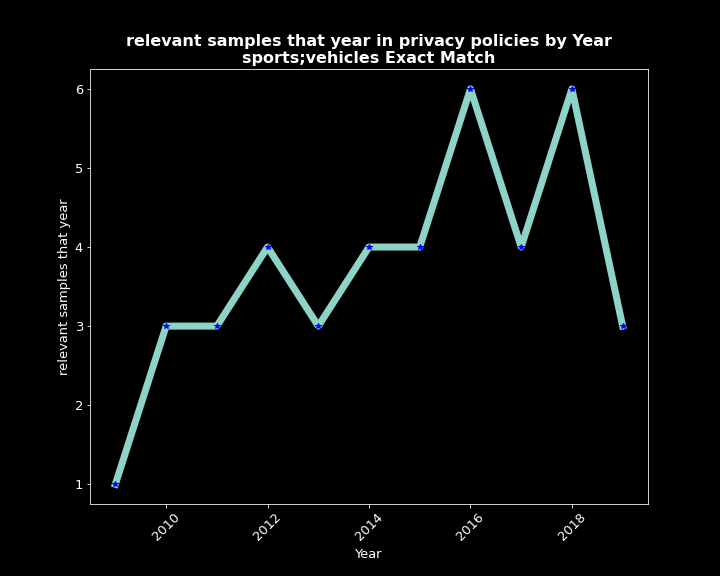 relevant samples that year in privacy policies by Year
sports;vehicles Exact Match
relevant samples that year
6
5
4
3
2
1
2010
2012
2014
2016
2018
Year